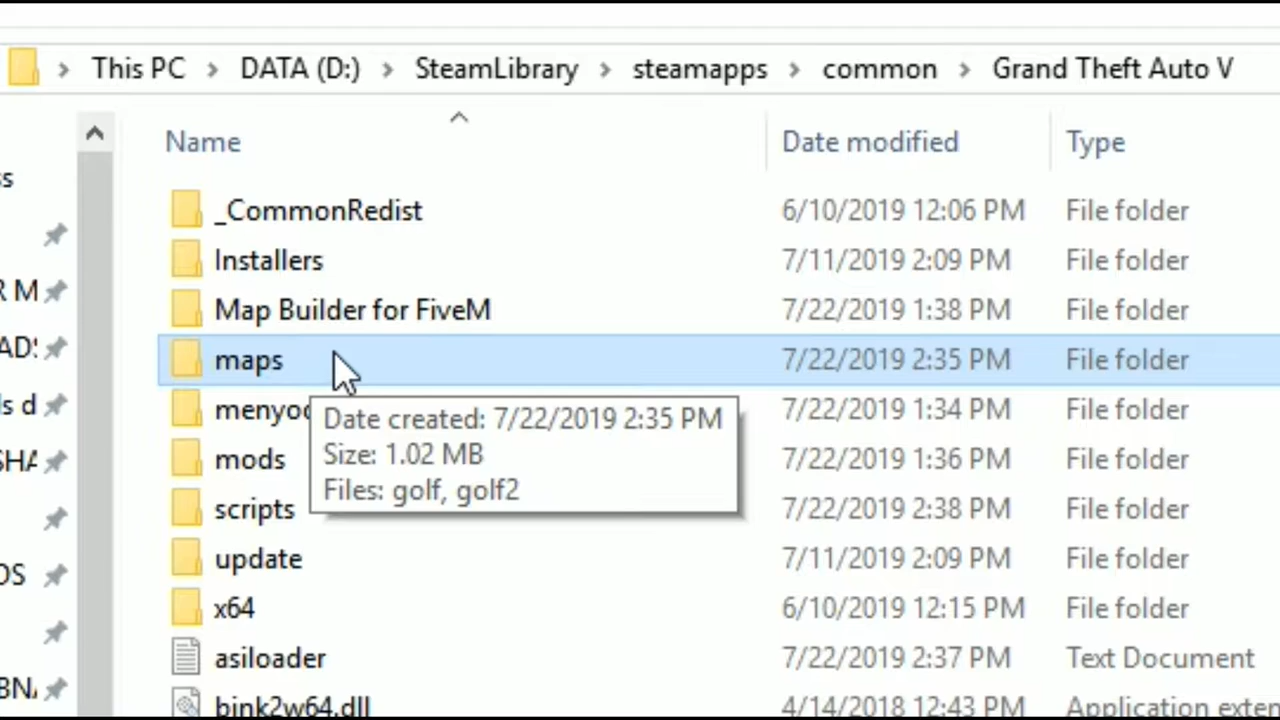 This PC > DATA (D:) > SteamLibrary > steamapps > common > Grand Theft Auto V
Name Date modified Type
_CommonRedist 6/10/2019 12:06 PM File folder
Installers 7/11/2019 2:09 PM File folder
Map Builder for FiveM 7/22/2019 1:38 PM File folder
maps 7/22/2019 2:35 PM File folder
7/22/2019 1:34 PM File folder
Date created: 7/22/2019 2:35 PM
Size: 1.02 MB
Files: golf, golf2
mods 7/22/2019 1:36 PM File folder
scripts 7/22/2019 2:38 PM File folder
update 7/11/2019 2:09 PM File folder
x64 6/10/2019 12:15 PM File folder
asiloader 7/22/2019 2:37 PM Text Document
bink2w64.dll 4/14/2018 12:43 PM Application